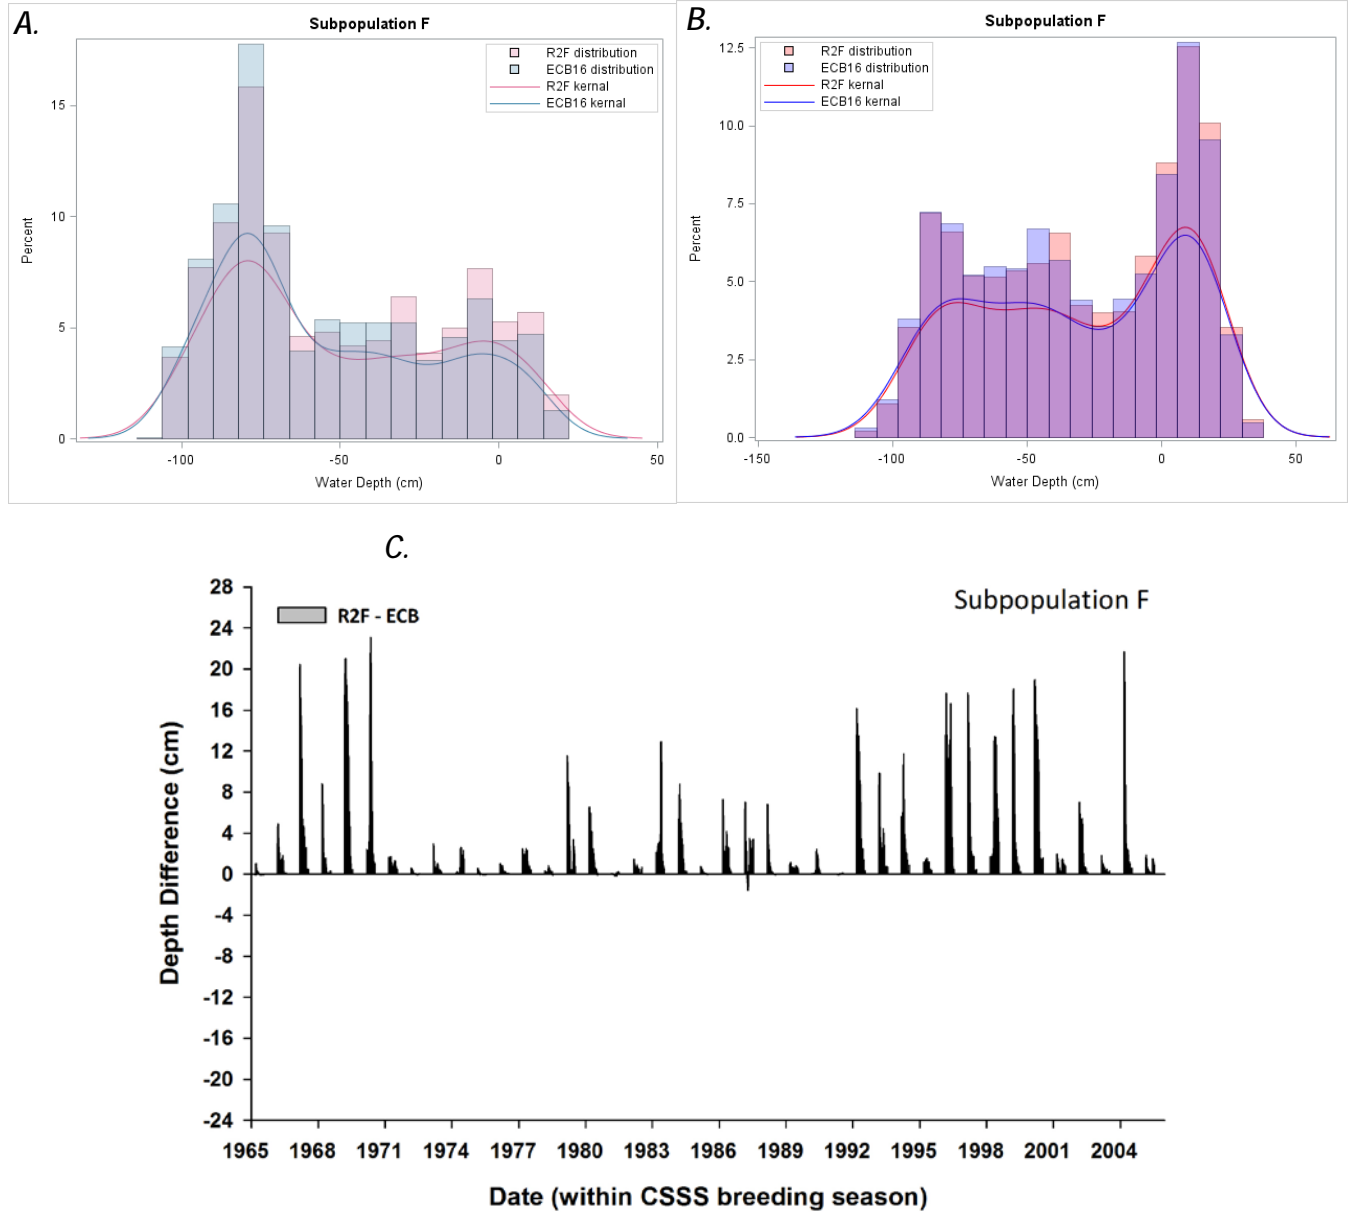 A.
Subpopulation F
R2F distribution
ECB16 distribution
R2F kernal
ECB16 kernal
15
10
5
0
Percent
-100 -50 0 50
Water Depth (cm)
B.
Subpopulation F
R2F distribution
ECB16 distribution
R2F kernal
ECB16 kernal
12.5
10.0
7.5
5.0
2.5
0.0
Percent
-150 -100 -50 0 50
Water Depth (cm)
C.
Subpopulation F
R2F - ECB
28
24
20
16
12
8
4
0
-4
-8
-12
-16
-20
-24
Depth Difference (cm)
1965 1968 1971 1974 1977 1980 1983 1986 1989 1992 1995 1998 2001 2004
Date (within CSSS breeding season)